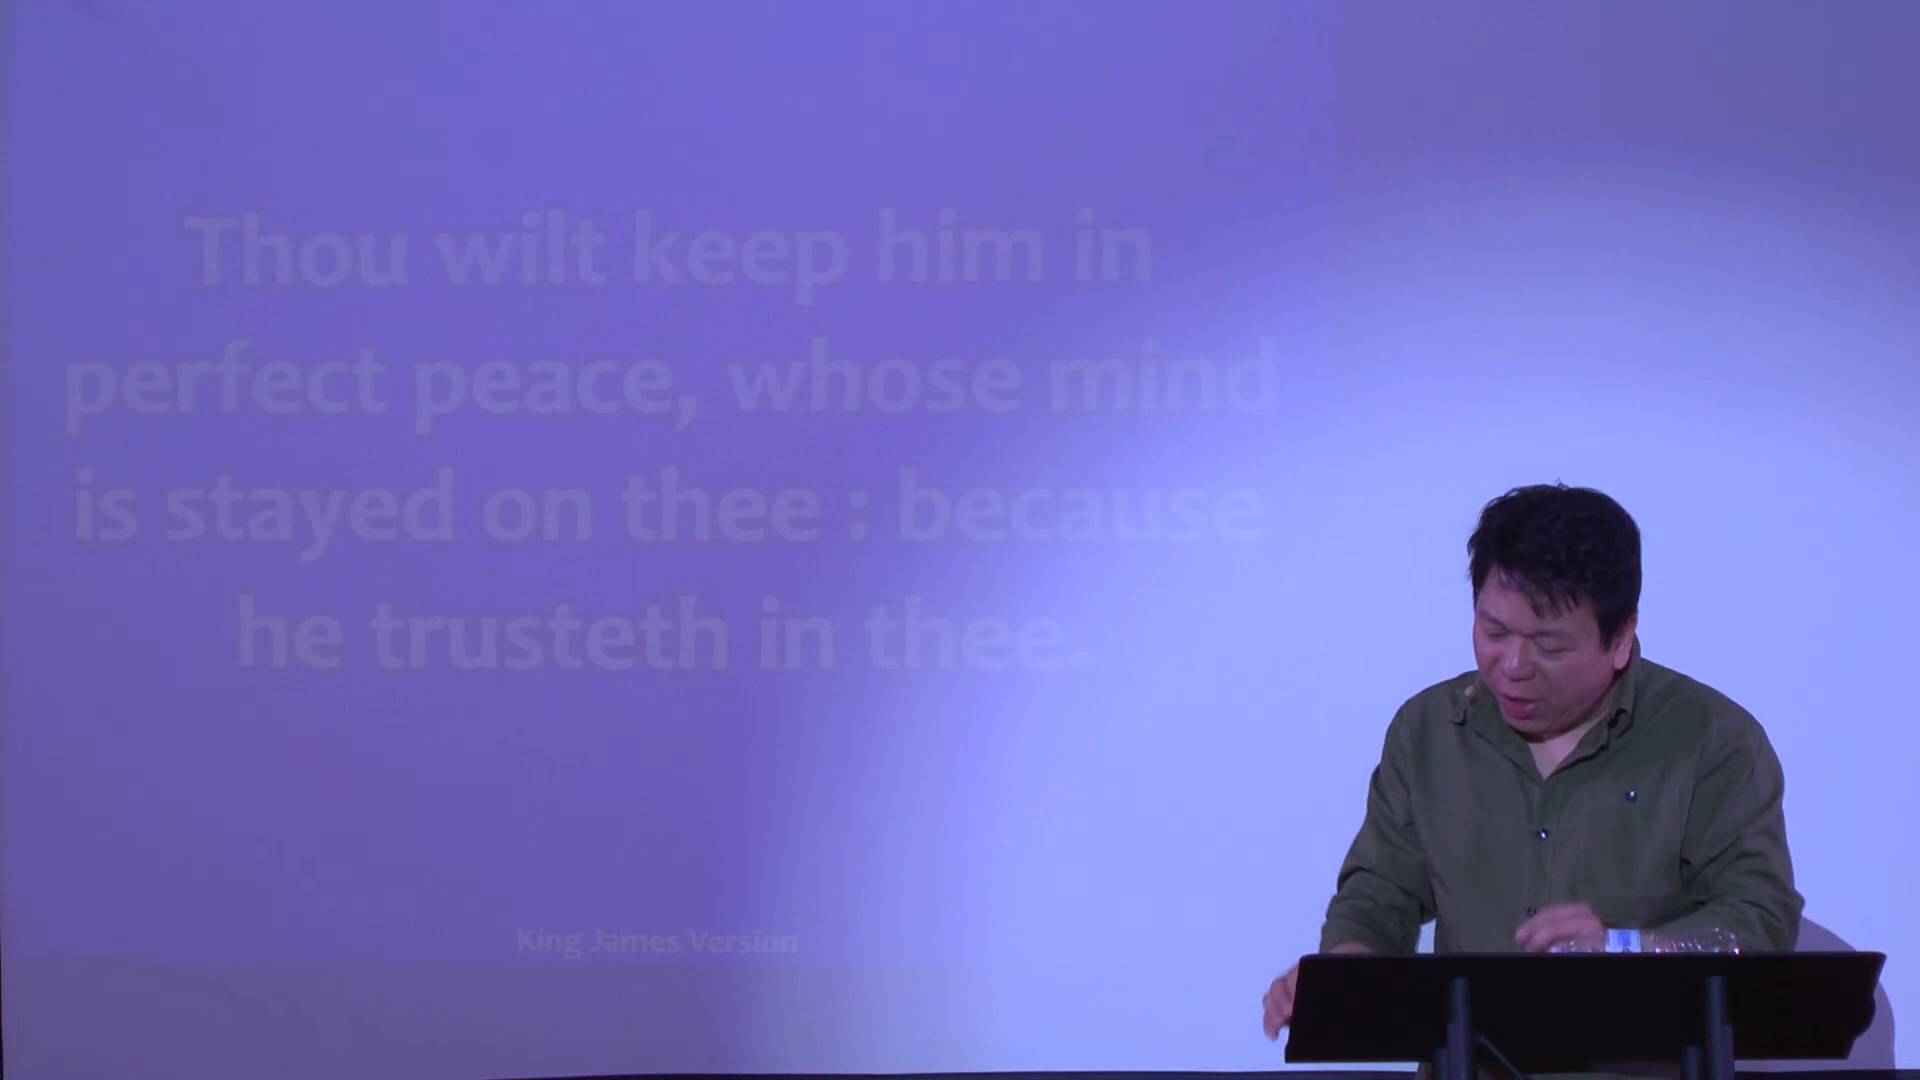 Thou wilt keep him in
perfect peace, whose mind
is stayed on thee : because
he trusteth in thee.
King James Version